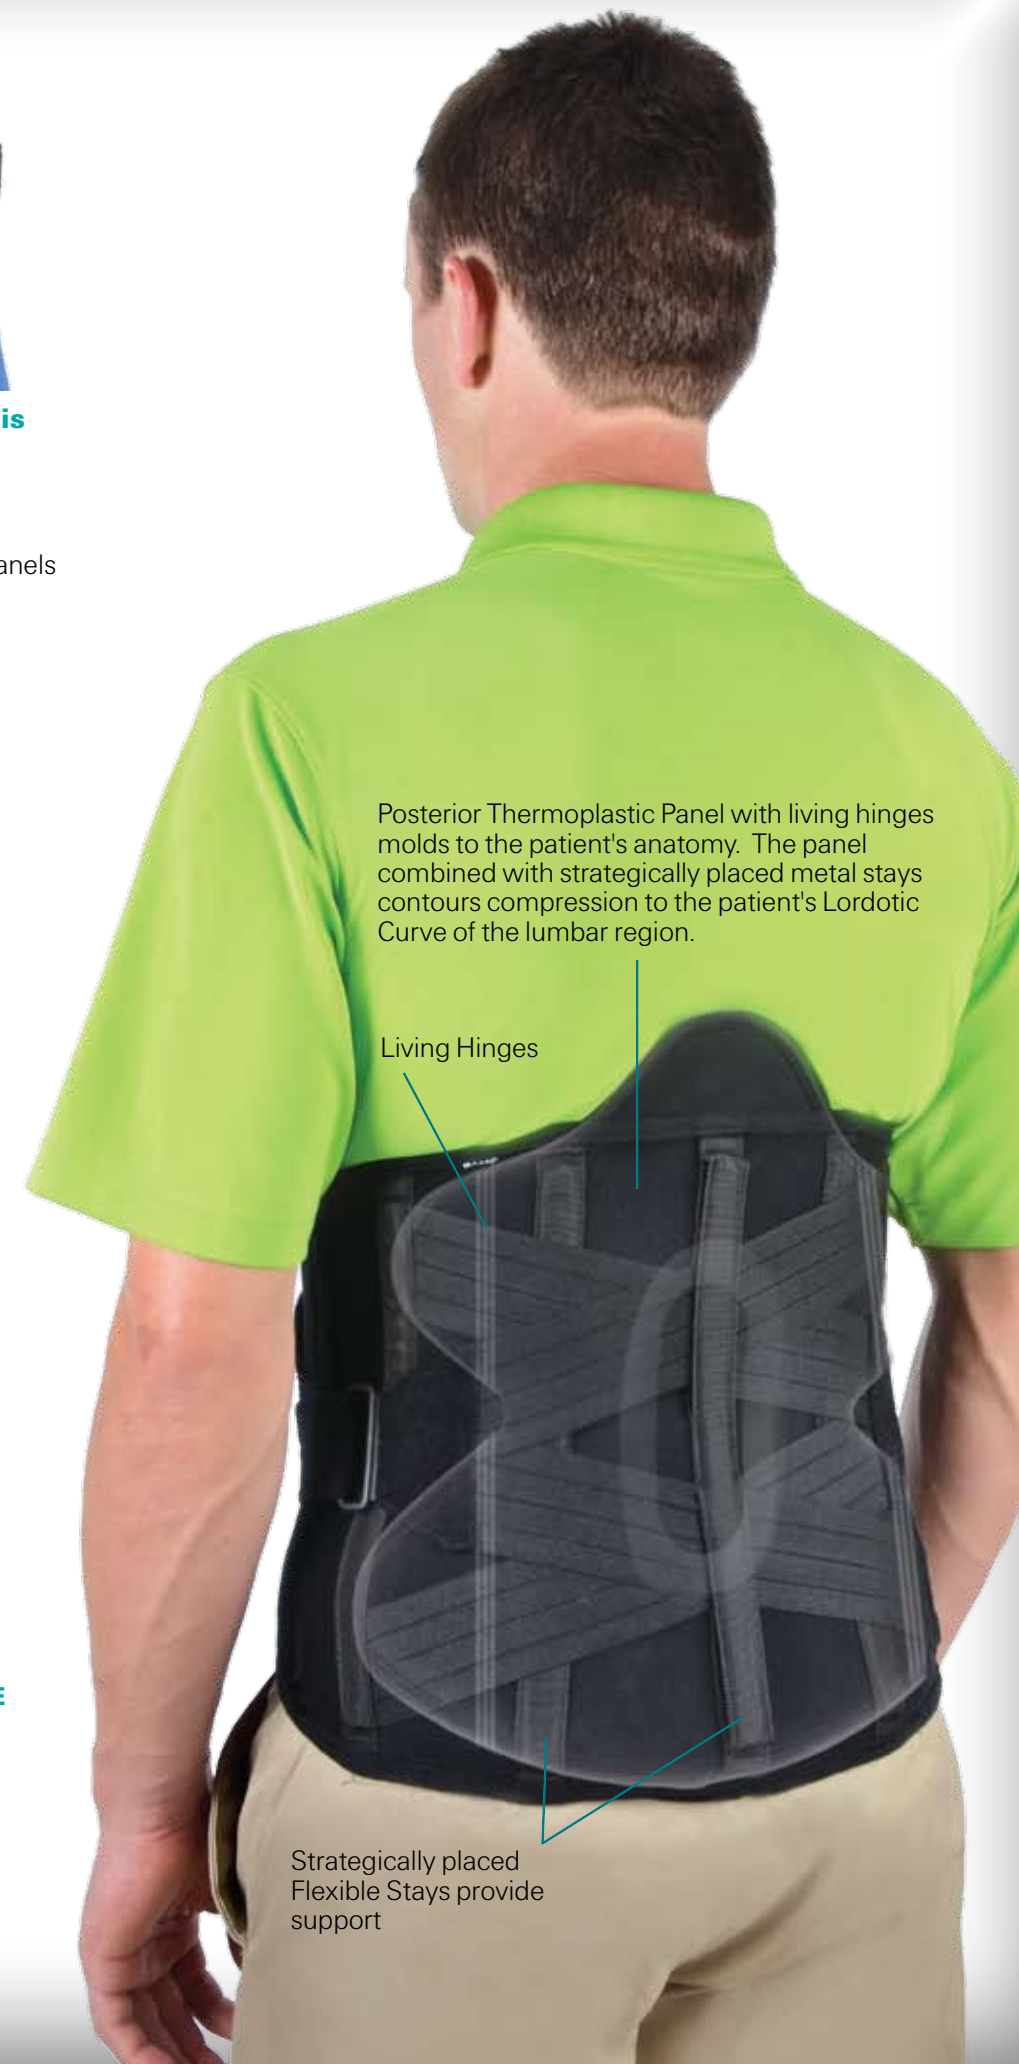 is
anels
Posterior Thermoplastic Panel with living hinges
molds to the patient's anatomy.  The panel
combined with strategically placed metal stays
contours compression to the patient's Lordotic
Curve of the lumbar region.
Living Hinges
E
Strategically placed
Flexible Stays provide
support